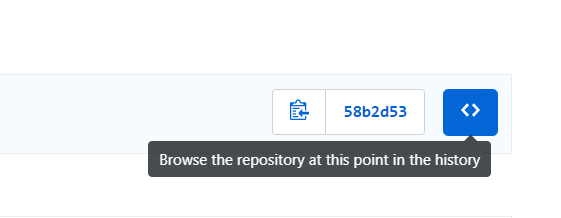 58b2d53
Browse the repository at this point in the history